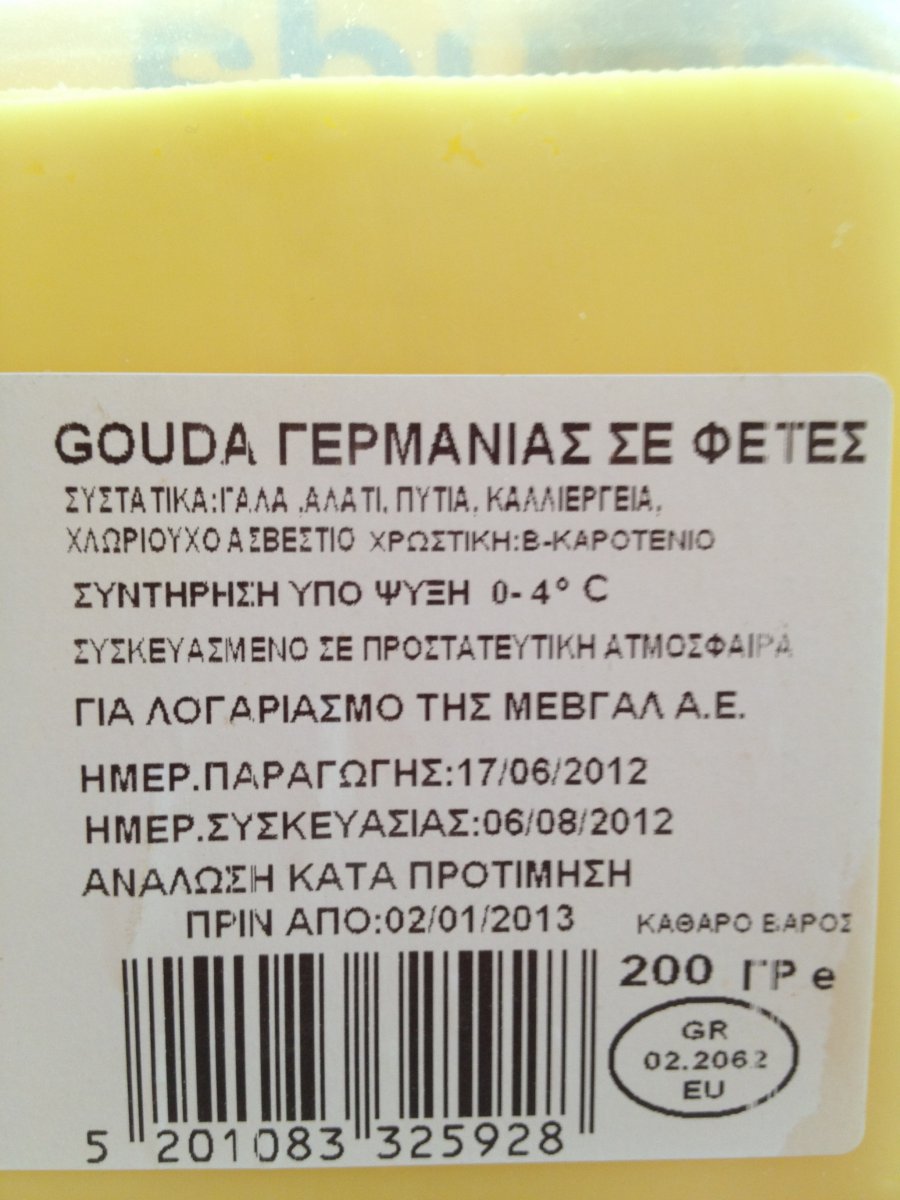 GOUDA ΓΕΡΜΑΝΙΑΣ ΣΕ ΦΕΤΕΣ
ΣΥΣΤΑΤΙΚΑ:ΓΑΛΑ ,ΑΛΑΤΙ, ΠΥΤΙΑ, ΚΑΛΛΙΕΡΓΕΙΑ,
ΧΛΩΡΙΟΥΧΟ ΑΣΒΕΣΤΙΟ ΧΡΩΣΤΙΚΗ:Β-ΚΑΡΟΤΕΝΙΟ
ΣΥΝΤΗΡΗΣΗ ΥΠΟ ΨΥΞΗ 0-4° C
ΣΥΣΚΕΥΑΣΜΕΝΟ ΣΕ ΠΡΟΣΤΑΤΕΥΤΙΚΗ ΑΤΜΟΣΦΑΙΡΑ
ΓΙΑ ΛΟΓΑΡΙΑΣΜΟ ΤΗΣ ΜΕΒΓΑΛ Α.Ε.
ΗΜΕΡ.ΠΑΡΑΓΩΓΗΣ:17/06/2012
ΗΜΕΡ.ΣΥΣΚΕΥΑΣΙΑΣ:06/08/2012
ΑΝΑΛΩΣΗ ΚΑΤΑ ΠΡΟΤΙΜΗΣΗ
ΠΡΙΝ ΑΠΟ:02/01/2013
ΚΑΘΑΡΟ ΒΑΡΟΣ
200 ΓΡ e
GR
02.2062
EU
5 201083 325928